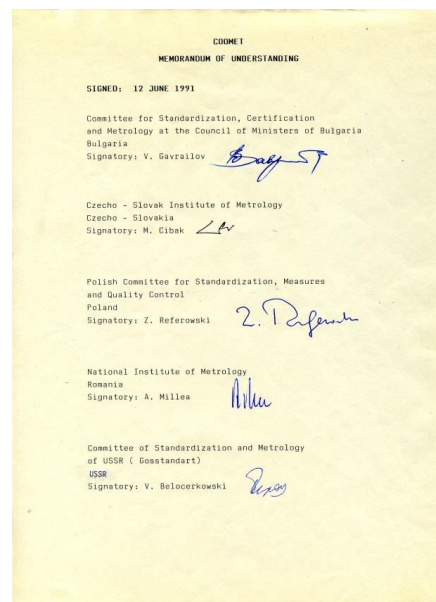 COOMET
MEMORANDUM OF UNDERSTANDING
SIGNED: 12 JUNE 1991
Committee for Standardization, Certification
and Metrology at the Council of Ministers of Bulgaria
Bulgaria
Signatory: V. Gavrailov
Czecho - Slovak Institute of Metrology
Czecho - Slovakia
Signatory: M. Cibak
Polish Committee for Standardization, Measures
and Quality Control
Poland
Signatory: Z. Referowski
National Institute of Metrology
Romania
Signatory: A. Millea
Committee of Standardization and Metrology
of USSR ( Gosstandart)
USSR
Signatory: V. Belocerkowski